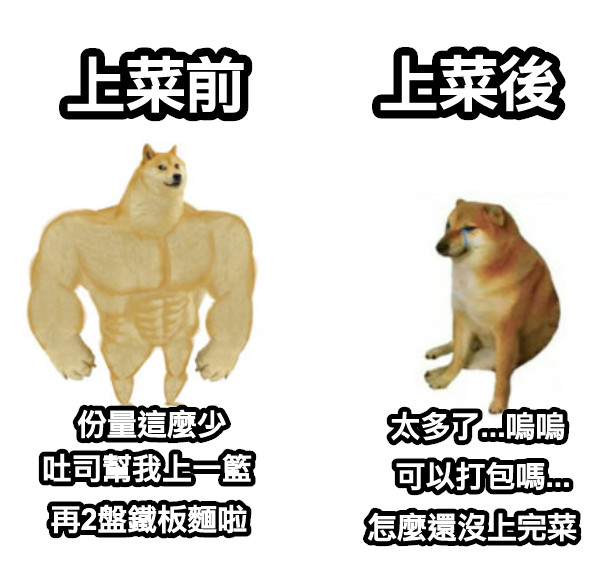 上菜前
份量這麼少
吐司幫我上一籃
再2盤鐵板麵啦
上菜後
太多了...嗚嗚
可以打包嗎...
怎麼還沒上完菜